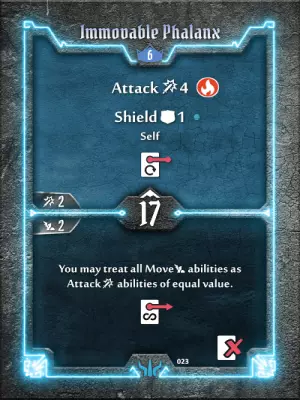 Immovable Phalanx
6
Attack 4
Shield 1
Self
2
17
2
You may treat all Move abilities as
Attack abilities of equal value.
023